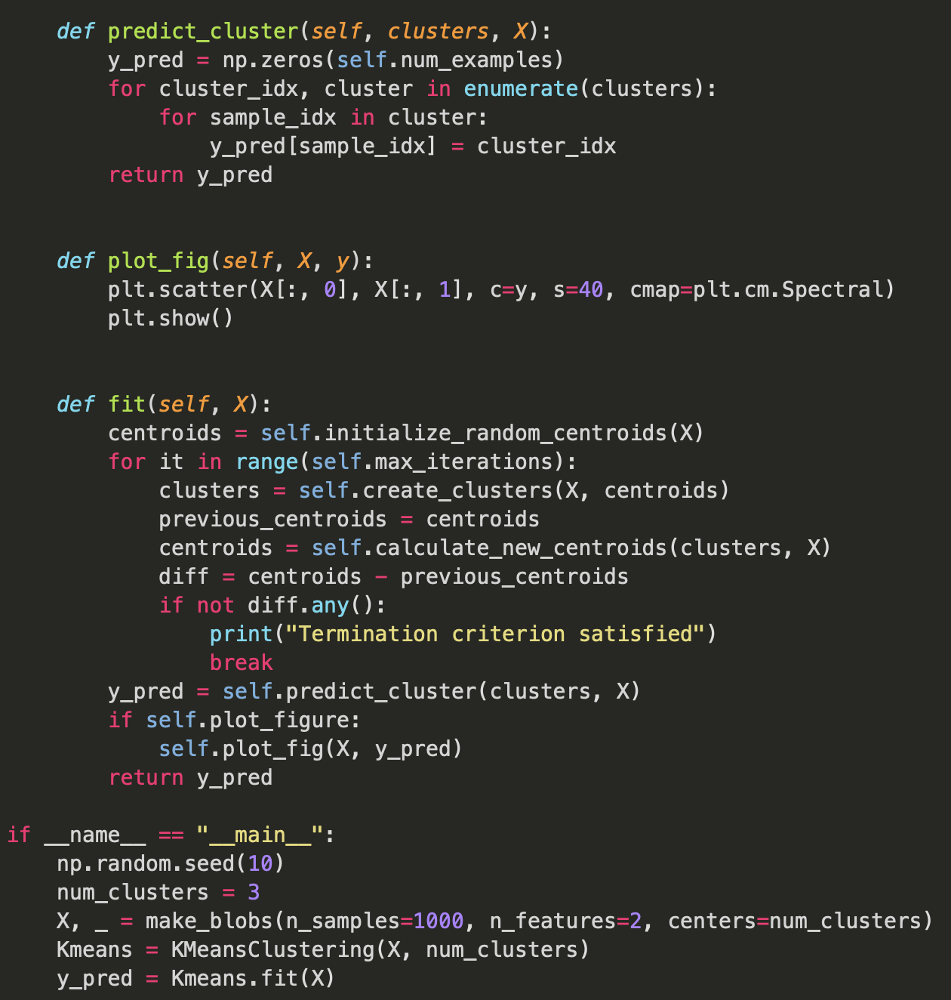 def predict_cluster(self, clusters, X):
        y_pred = np.zeros(self.num_examples)
        for cluster_idx, cluster in enumerate(clusters):
            for sample_idx in cluster:
                y_pred[sample_idx] = cluster_idx
        return y_pred


    def plot_fig(self, X, y):
        plt.scatter(X[:, 0], X[:, 1], c=y, s=40, cmap=plt.cm.Spectral)
        plt.show()


    def fit(self, X):
        centroids = self.initialize_random_centroids(X)
        for it in range(self.max_iterations):
            clusters = self.create_clusters(X, centroids)
            previous_centroids = centroids
            centroids = self.calculate_new_centroids(clusters, X)
            diff = centroids - previous_centroids
            if not diff.any():
                print("Termination criterion satisfied")
                break
        y_pred = self.predict_cluster(clusters, X)
        if self.plot_figure:
            self.plot_fig(X, y_pred)
        return y_pred

if __name__ == "__main__":
    np.random.seed(10)
    num_clusters = 3
    X, _ = make_blobs(n_samples=1000, n_features=2, centers=num_clusters)
    Kmeans = KMeansClustering(X, num_clusters)
    y_pred = Kmeans.fit(X)